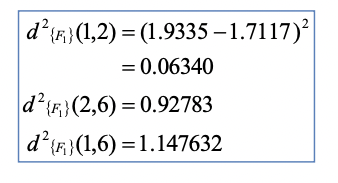 d²{F₁}(1,2) = (1.9335 − 1.7117)²
= 0.06340
d²{F₁}(2,6) = 0.92783
d²{F₁}(1,6) = 1.147632